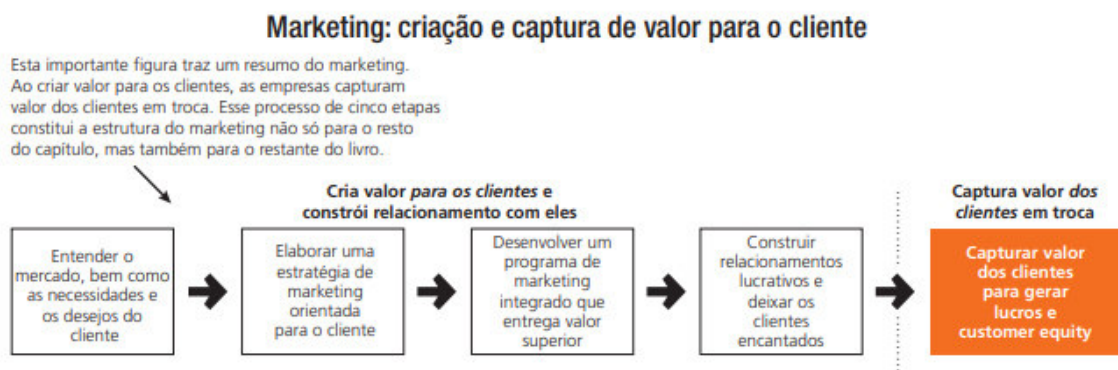 Marketing: criação e captura de valor para o cliente
Esta importante figura traz um resumo do marketing.
Ao criar valor para os clientes, as empresas capturam
valor dos clientes em troca. Esse processo de cinco etapas
constitui a estrutura do marketing não só para o resto
do capítulo, mas também para o restante do livro.
Cria valor para os clientes e
constrói relacionamento com eles
Captura valor dos
clientes em troca
Entender o
mercado, bem como
as necessidades e
os desejos do
cliente
Elaborar uma
estratégia de
marketing
orientada
para o cliente
Desenvolver um
programa de
marketing
integrado que
entrega valor
superior
Construir
relacionamentos
lucrativos e
deixar os
clientes
encantados
Capturar valor
dos clientes
para gerar
lucros e
customer equity